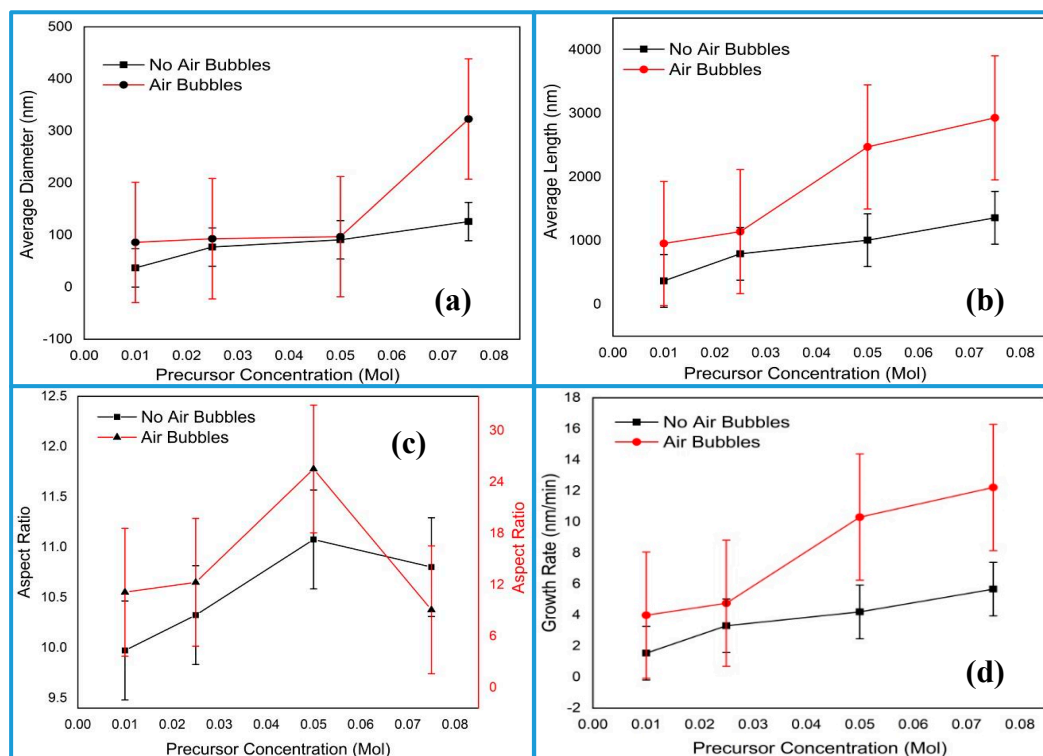 500
400
300
200
100
0
-100
Average Diameter (nm)
No Air Bubbles
Air Bubbles
(a)
0.00 0.01 0.02 0.03 0.04 0.05 0.06 0.07 0.08
Precursor Concentration (Mol)
4000
3000
2000
1000
0
Average Length (nm)
No Air Bubbles
Air Bubbles
(b)
0.00 0.01 0.02 0.03 0.04 0.05 0.06 0.07 0.08
Precursor Concentration (Mol)
12.5
12.0
11.5
11.0
10.5
10.0
9.5
Aspect Ratio
No Air Bubbles
Air Bubbles
(c)
30
24
18
12
6
0
Aspect Ratio
0.00 0.01 0.02 0.03 0.04 0.05 0.06 0.07 0.08
Precursor Concentration (Mol)
18
16
14
12
10
8
6
4
2
0
-2
Growth Rate (nm/min)
No Air Bubbles
Air Bubbles
(d)
0.00 0.01 0.02 0.03 0.04 0.05 0.06 0.07 0.08
Precursor Concentration (Mol)